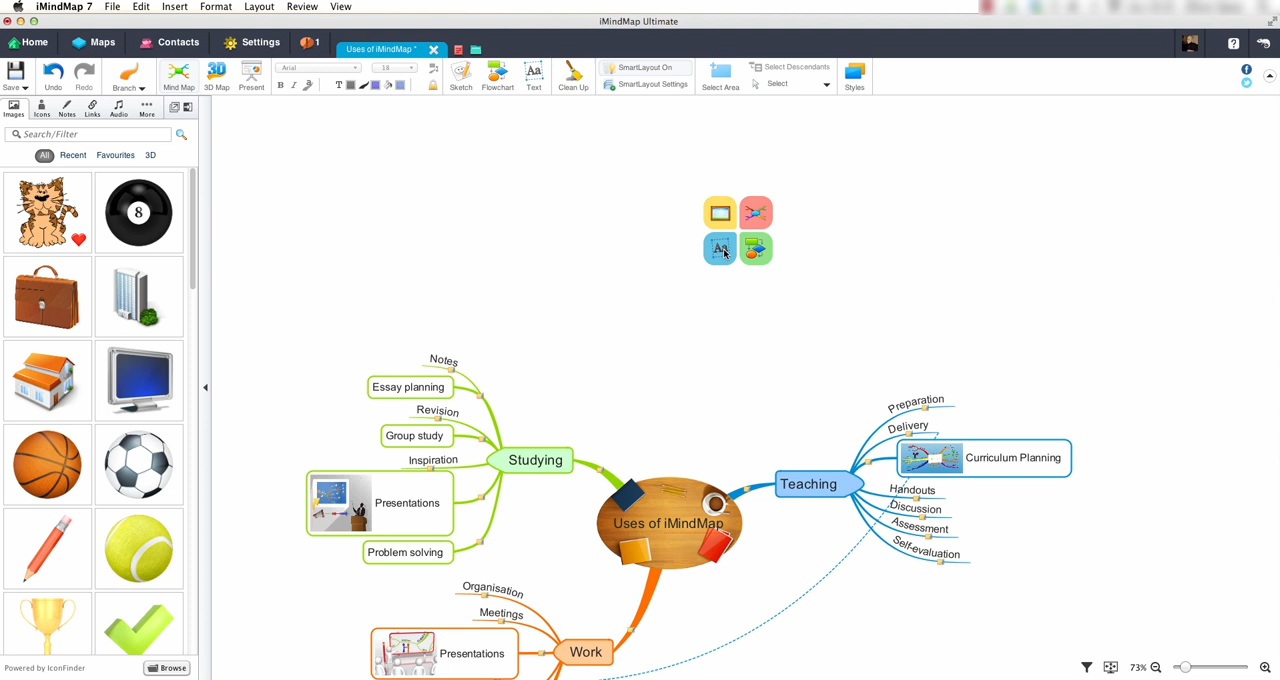 iMindMap 7 File Edit Insert Format Layout Review View
iMindMap Ultimate
Home Maps Contacts Settings 1 Uses of iMindMap * ?
Arial 18 SmartLayout On Select Descendants
B I T Aa SmartLayout Settings Select
Save Undo Redo Branch Mind Map 3D Map Present Sketch Flowchart Text Clean Up Select Area Styles
Images Icons Notes Links Audio More
Search/Filter
All Recent Favourites 3D
8
Aa
Notes
Essay planning
Revision
Group study
Inspiration
Presentations
Problem solving
Studying
Uses of iMindMap
Teaching
Preparation
Delivery
Curriculum Planning
Handouts
Discussion
Assessment
Self-evaluation
Organisation
Meetings
Presentations
Work
Powered by IconFinder Browse
73%